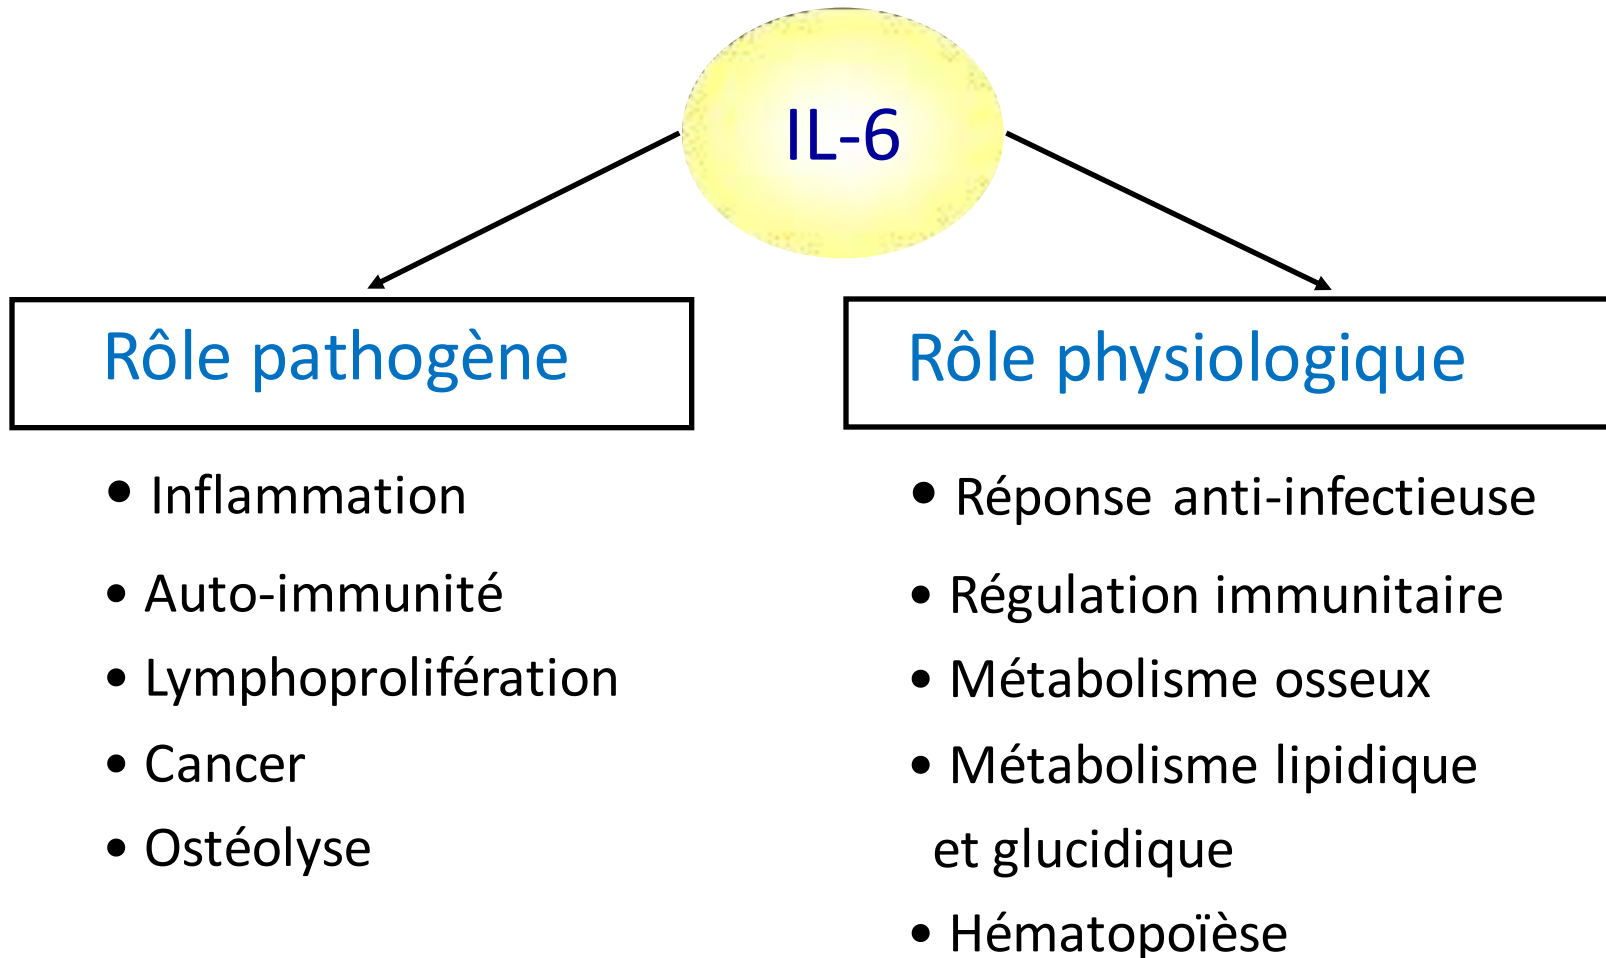 IL-6
Rôle pathogène
• Inflammation
• Auto-immunité
• Lymphoprolifération
• Cancer
• Ostéolyse
Rôle physiologique
• Réponse anti-infectieuse
• Régulation immunitaire
• Métabolisme osseux
• Métabolisme lipidique
et glucidique
• Hématopoïèse